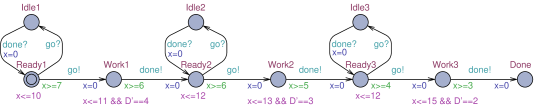 Idle1 Idle2 Idle3
done? go? done? go? done? go?
x=0 x=0 x=0
Ready1 go! Work1 done! Ready2 go! Work2 done! Ready3 go! Work3 done! Done
x>=7 x=0 x>=6 x=0 x>=6 x=0 x>=5 x=0 x>=4 x=0 x>=3 x=0
x<=10 x<=11 && D'==4 x<=12 x<=13 && D'==3 x<=12 x<=15 && D'==2